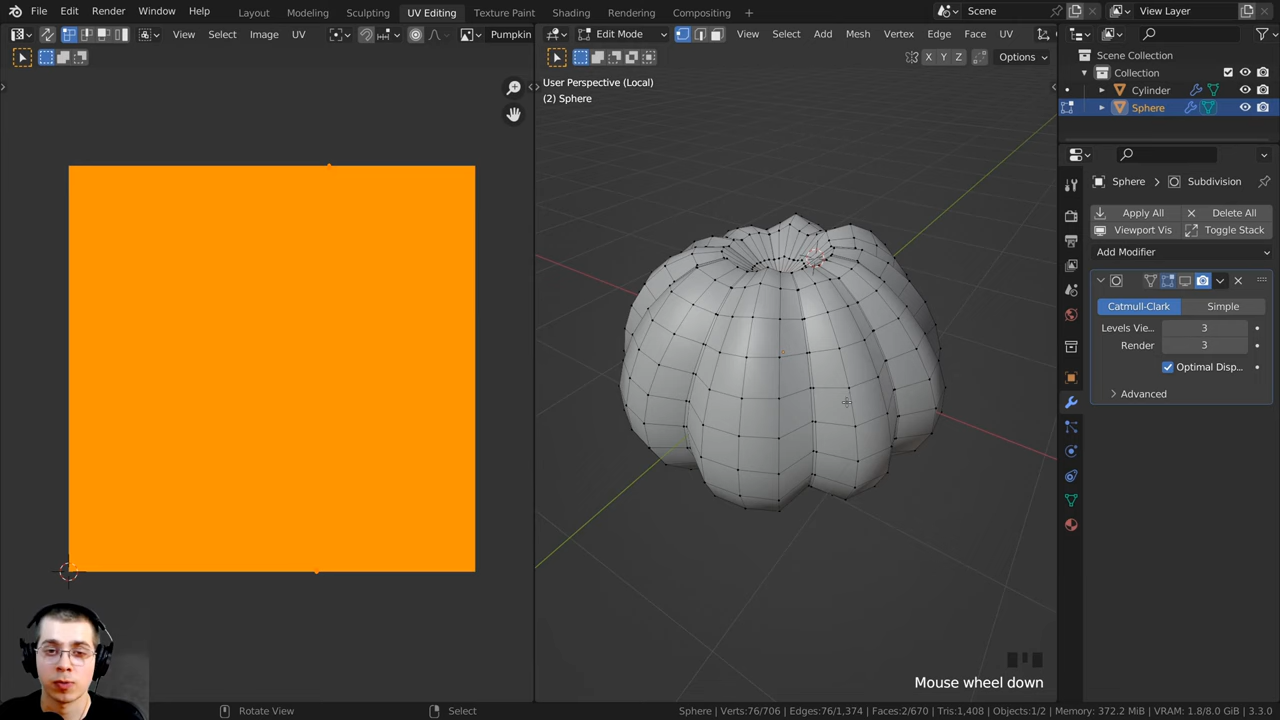 File Edit Render Window Help Layout Modeling Sculpting UV Editing Texture Paint Shading Rendering Compositing + Scene View Layer
View Select Image UV Pumpkin Edit Mode View Select Add Mesh Vertex Edge Face UV
X Y Z Options
User Perspective (Local)
(2) Sphere
Scene Collection
Collection
Cylinder
Sphere
Sphere > Subdivision
Apply All Delete All
Viewport Vis Toggle Stack
Add Modifier
Catmull-Clark Simple
Levels Vie... 3
Render 3
Optimal Disp...
Advanced
Mouse wheel down
Rotate View Select Sphere | Verts:76/706 | Edges:76/1,374 | Faces:2/670 | Tris:1,408 | Objects:1/2 | Memory: 372.2 MiB | VRAM: 1.8/8.0 GiB | 3.3.0